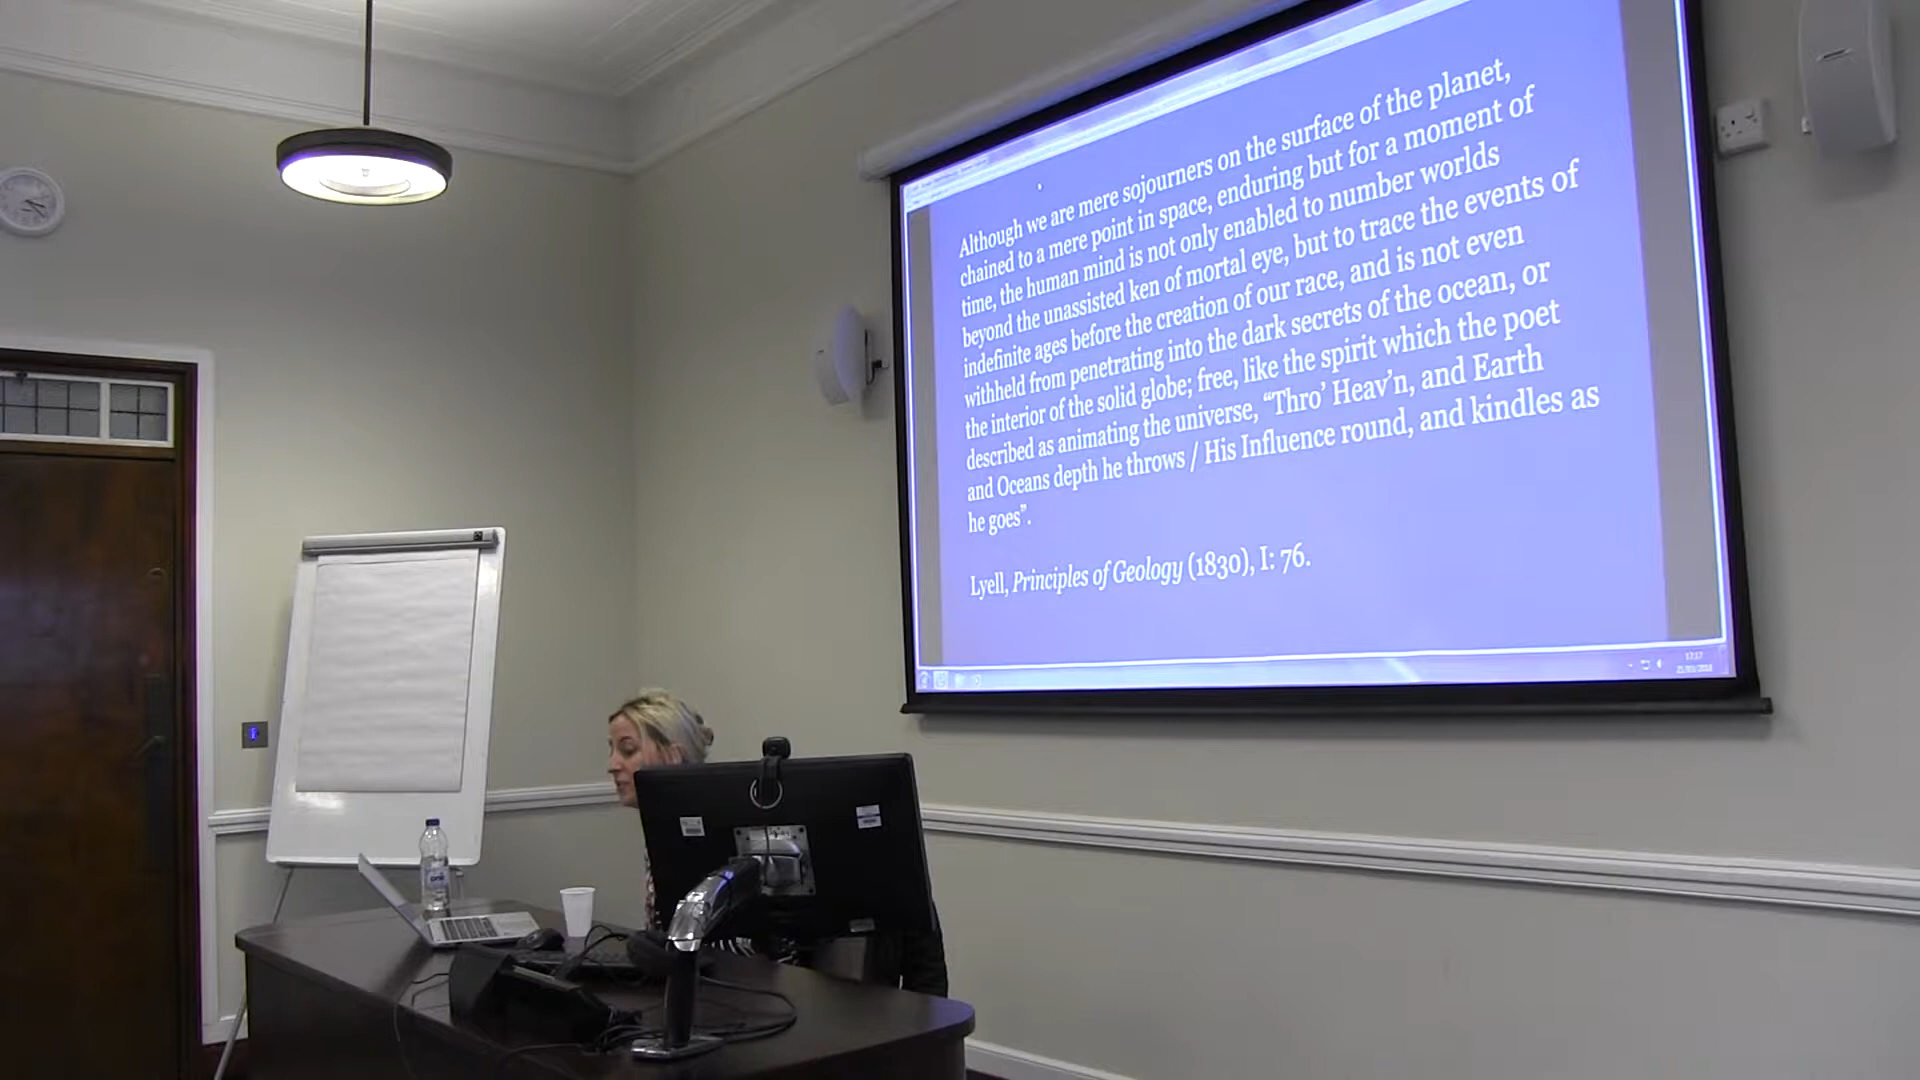 Although we are mere sojourners on the surface of the planet,
chained to a mere point in space, enduring but for a moment of
time, the human mind is not only enabled to number worlds
beyond the unassisted ken of mortal eye, but to trace the events of
indefinite ages before the creation of our race, and is not even
withheld from penetrating into the dark secrets of the ocean, or
the interior of the solid globe; free, like the spirit which the poet
described as animating the universe, “Thro’ Heav’n, and Earth
and Oceans depth he throws / His Influence round, and kindles as
he goes”.
Lyell, Principles of Geology (1830), I: 76.
17:17